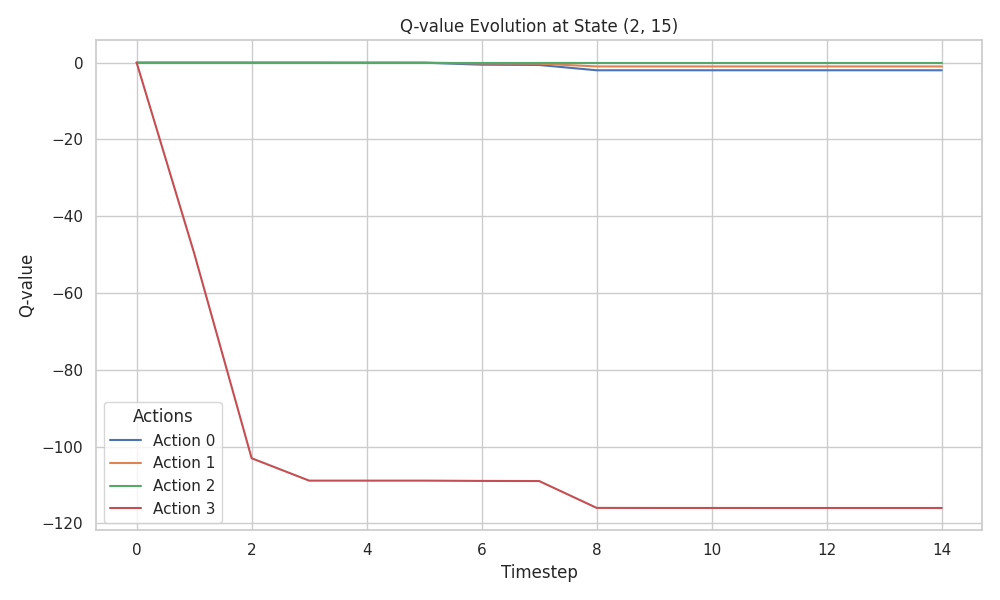 Q-value Evolution at State (2, 15)
Q-value
0
−20
−40
−60
−80
−100
−120
Actions
Action 0
Action 1
Action 2
Action 3
0 2 4 6 8 10 12 14
Timestep